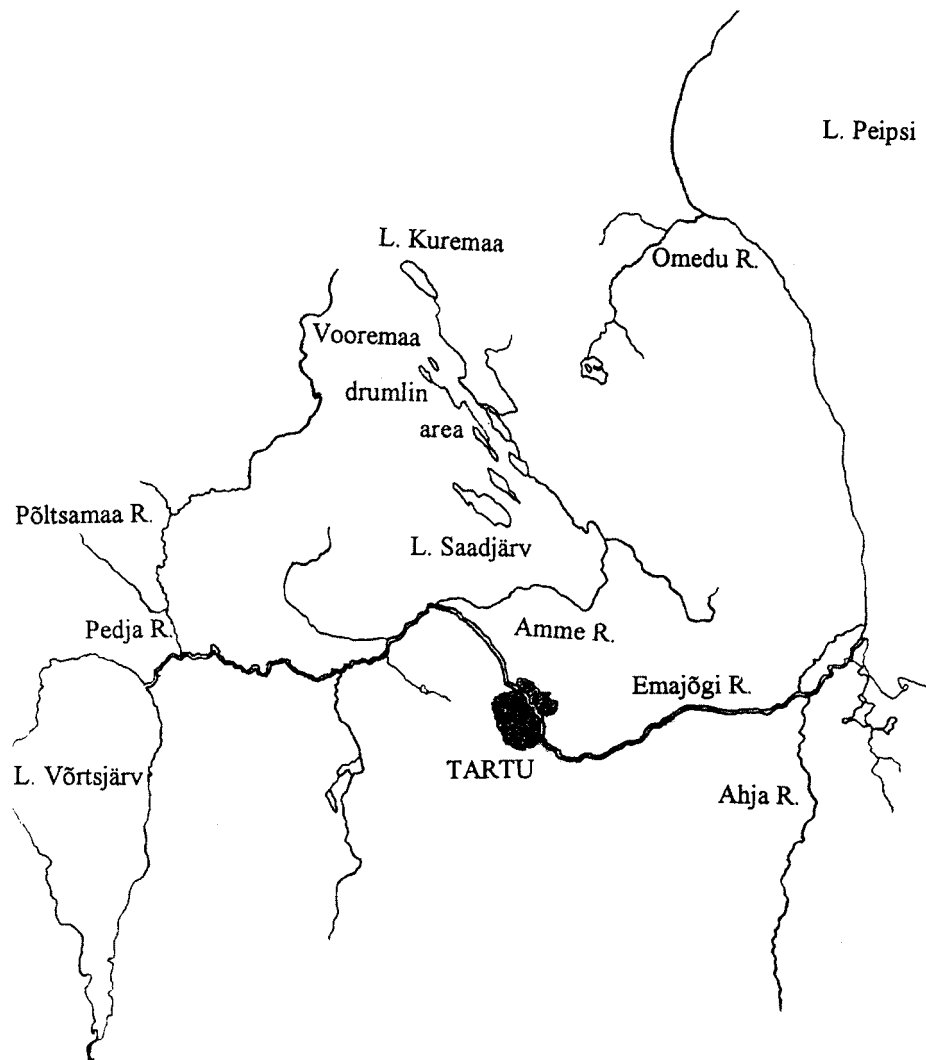 L. Peipsi
L. Kuremaa
Omedu R.
Vooremaa
drumlin
area
Põltsamaa R.
L. Saadjärv
Pedja R.
Amme R.
Emajõgi R.
L. Võrtsjärv
TARTU
Ahja R.